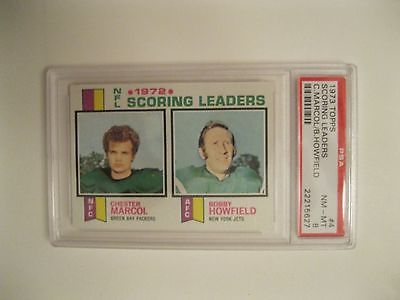 NFL
★1972★
SCORING LEADERS
NFC
CHESTER
MARCOL
GREEN BAY PACKERS
AFC
BOBBY
HOWFIELD
NEW YORK JETS
PSA
1973 TOPPS
SCORING LEADERS
C.MARCOL/B.HOWFIELD
#4
NM-MT
8
22215627